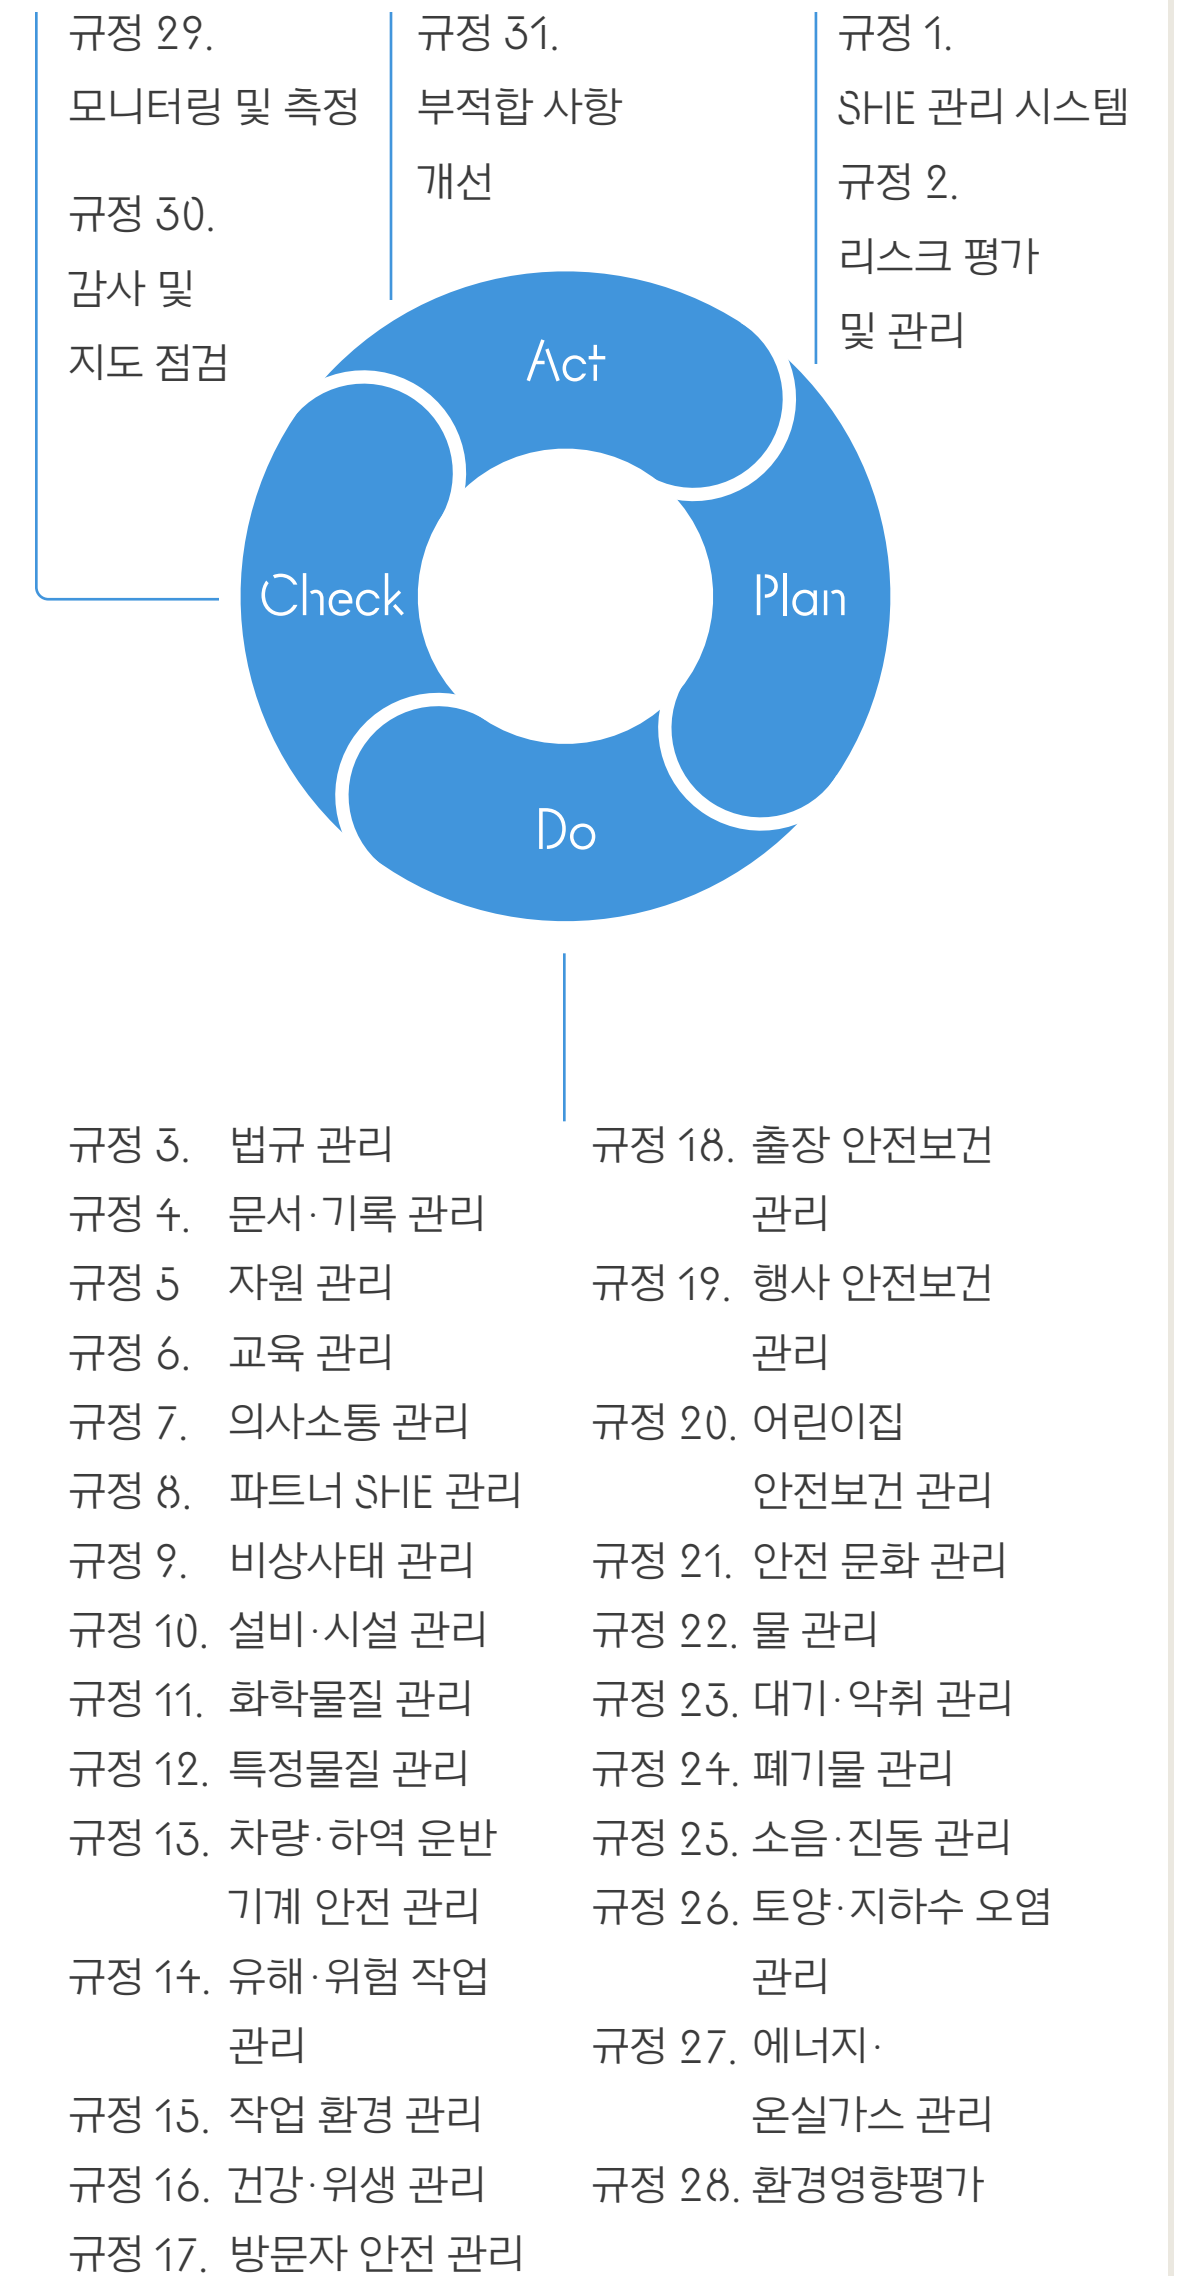 규정 29.
모니터링 및 측정
규정 30.
감사 및
지도 점검
규정 31.
부적합 사항
개선
규정 1.
SHE 관리 시스템
규정 2.
리스크 평가
및 관리
Act
Check
Plan
Do
규정 3. 법규 관리
규정 4. 문서·기록 관리
규정 5 자원 관리
규정 6. 교육 관리
규정 7. 의사소통 관리
규정 8. 파트너 SHE 관리
규정 9. 비상사태 관리
규정 10. 설비·시설 관리
규정 11. 화학물질 관리
규정 12. 특정물질 관리
규정 13. 차량·하역 운반
기계 안전 관리
규정 14. 유해·위험 작업
관리
규정 15. 작업 환경 관리
규정 16. 건강·위생 관리
규정 17. 방문자 안전 관리
규정 18. 출장 안전보건
관리
규정 19. 행사 안전보건
관리
규정 20. 어린이집
안전보건 관리
규정 21. 안전 문화 관리
규정 22. 물 관리
규정 23. 대기·악취 관리
규정 24. 폐기물 관리
규정 25. 소음·진동 관리
규정 26. 토양·지하수 오염
관리
규정 27. 에너지·
온실가스 관리
규정 28. 환경영향평가